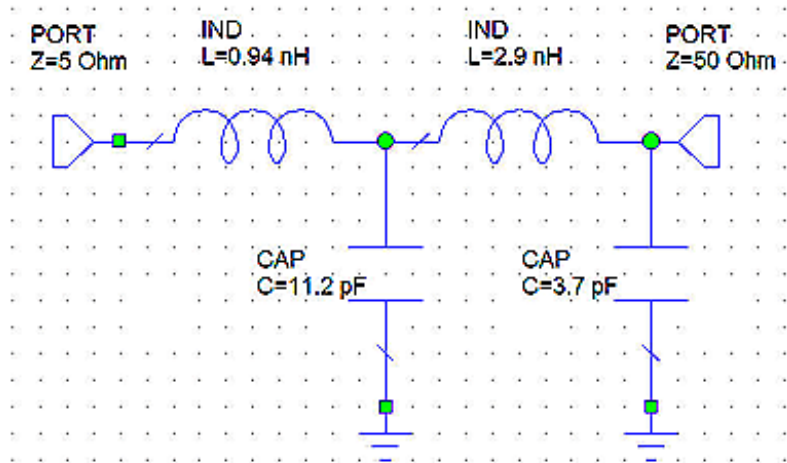 PORT
Z=5 Ohm
IND
L=0.94 nH
IND
L=2.9 nH
PORT
Z=50 Ohm
CAP
C=11.2 pF
CAP
C=3.7 pF